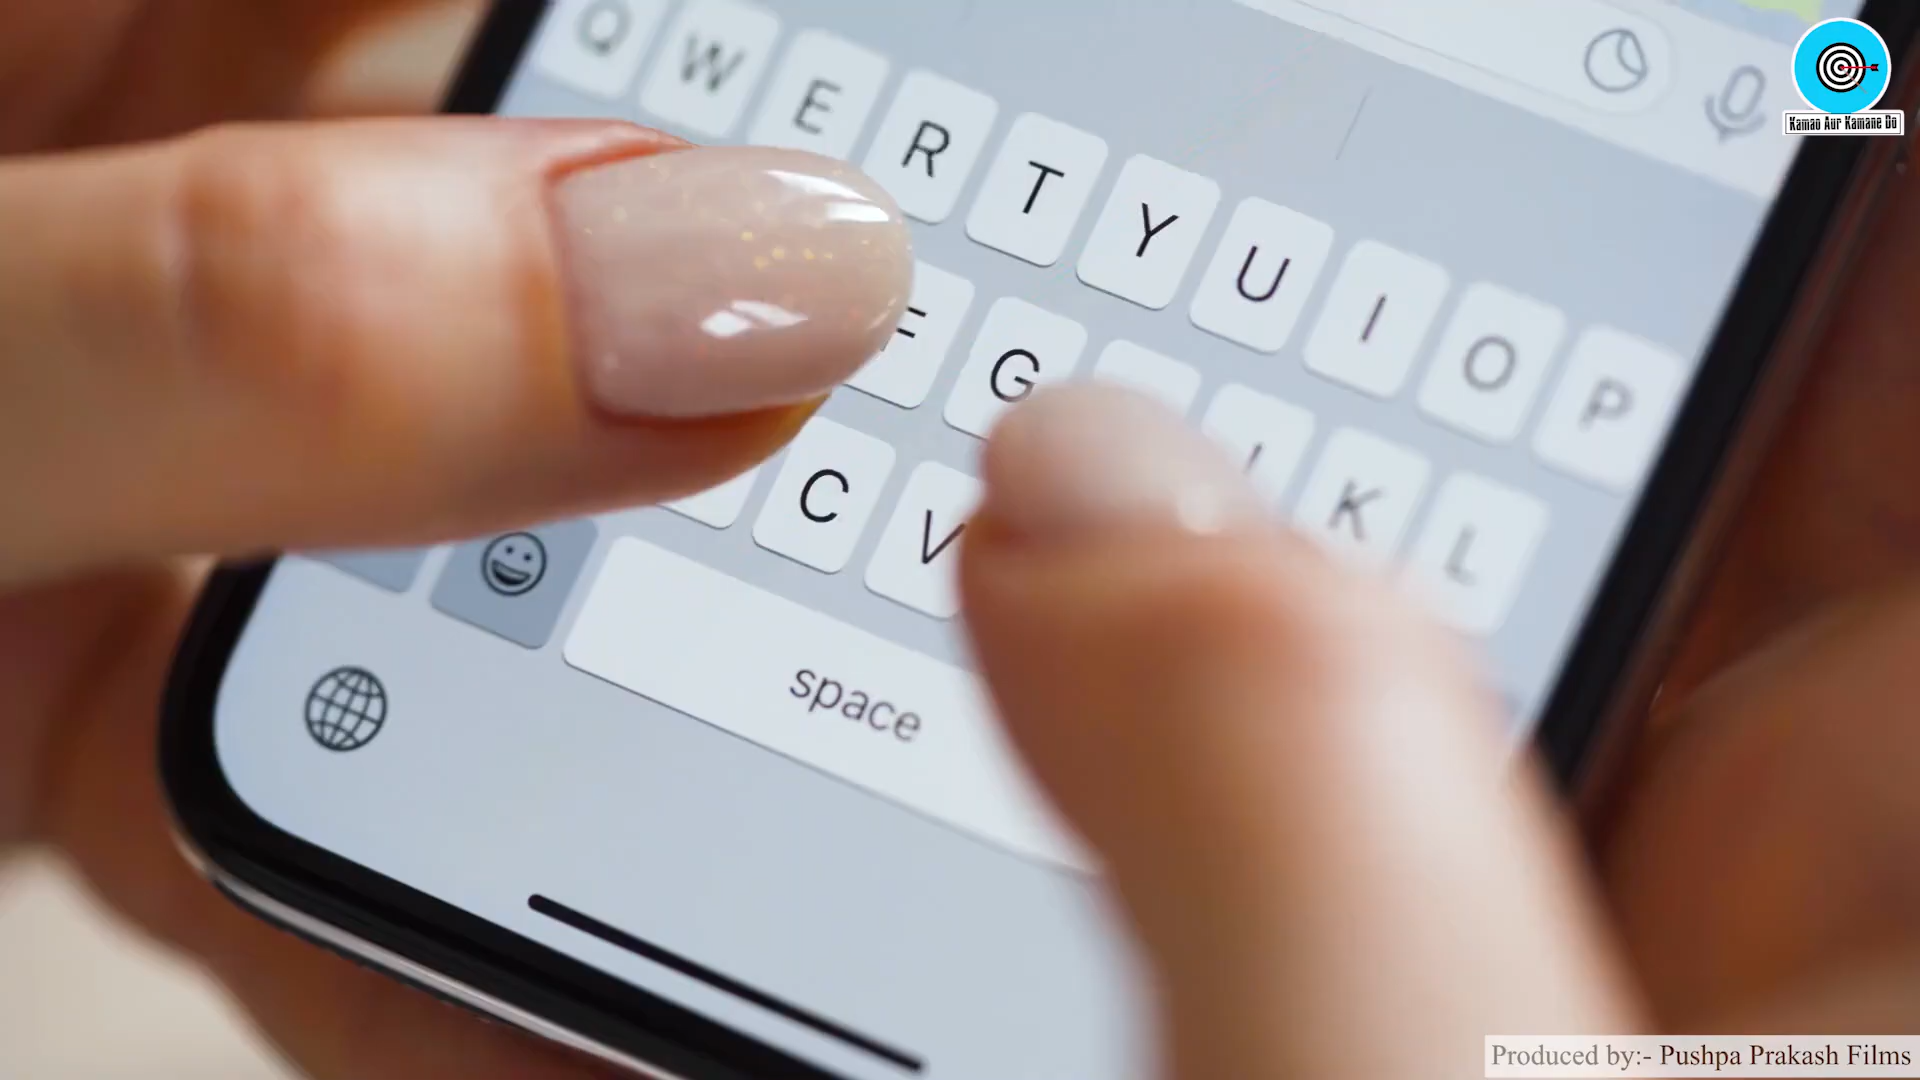 Q W E R T Y U I O P
F G J K L
C V
space
Kamao Aur Kamane Do
Produced by:- Pushpa Prakash Films